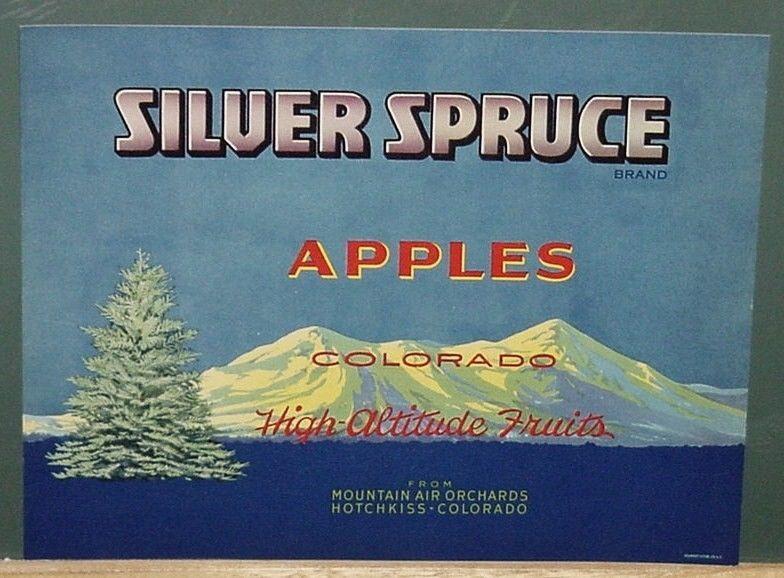 SILVER SPRUCE
BRAND
APPLES
COLORADO
High-Altitude Fruits
FROM
MOUNTAIN AIR ORCHARDS
HOTCHKISS - COLORADO